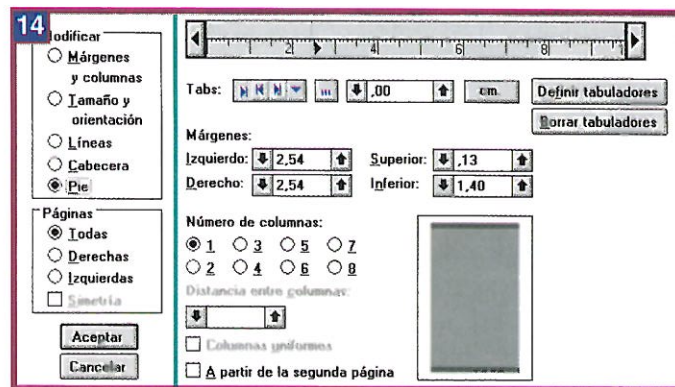 14
Modificar
Márgenes
y columnas
Tamaño y
orientación
Líneas
Cabecera
Pie
Páginas
Todas
Derechas
Izquierdas
Simetría
Aceptar
Cancelar
2 4 6 8
Tabs: ,00 cm. Definir tabuladores
Borrar tabuladores
Márgenes:
Izquierdo: 2,54 Superior: ,13
Derecho: 2,54 Inferior: 1,40
Número de columnas:
1 3 5 7
2 4 6 8
Distancia entre columnas:
Columnas uniformes
A partir de la segunda página